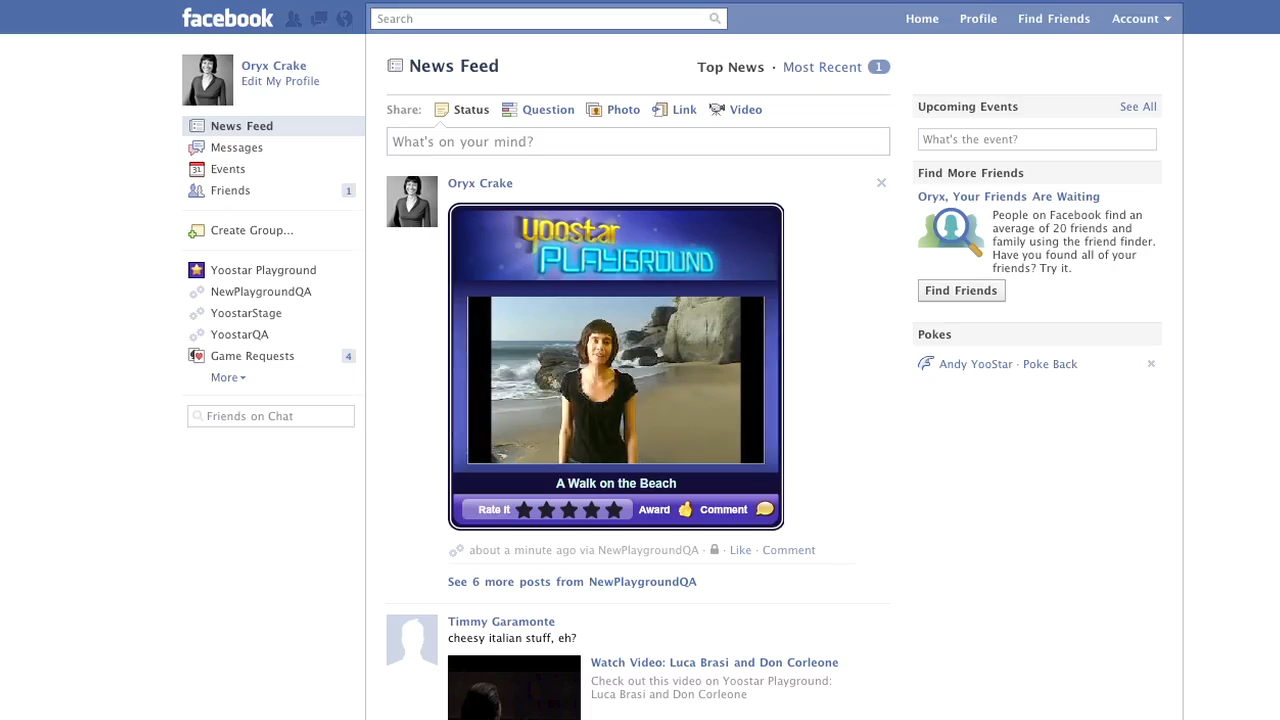 facebook
Search
Home Profile Find Friends Account
Oryx Crake
Edit My Profile
News Feed
Messages
31 Events
Friends 1
Create Group...
Yoostar Playground
NewPlaygroundQA
YoostarStage
YoostarQA
Game Requests 4
More
Friends on Chat
News Feed
Top News · Most Recent 1
Share: Status Question Photo Link Video
What's on your mind?
Oryx Crake
yoostar
PLAYGROUND
A Walk on the Beach
Rate it Award Comment
about a minute ago via NewPlaygroundQA · Like · Comment
See 6 more posts from NewPlaygroundQA
Timmy Garamonte
cheesy italian stuff, eh?
Watch Video: Luca Brasi and Don Corleone
Check out this video on Yoostar Playground:
Luca Brasi and Don Corleone
Upcoming Events See All
What's the event?
Find More Friends
Oryx, Your Friends Are Waiting
People on Facebook find an
average of 20 friends and
family using the friend finder.
Have you found all of your
friends? Try it.
Find Friends
Pokes
Andy YooStar · Poke Back